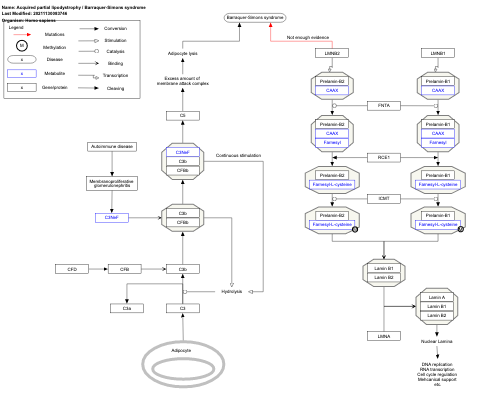 Name: Acquired partial lipodystrophy / Barraquer-Simons syndrome
Last Modified: 20211130053746
Organism: Homo sapiens
Legend
Mutations
Methylation
M
Disease
a
Metabolite
a
Gene/protein
a
Conversion
Stimulation
Catalysis
Binding
Transcription
Cleaving
Barraquer-Simons syndrome
Not enough evidence
Adipocyte lysis
Excess amount of
membrane attack complex
C5
C3NeF
C3b
CFBb
Continuous stimulation
Autoimmune disease
Membranoproliferative
glomerulonephritis
C3NeF
C3b
CFBb
CFD
CFB
C3b
Hydrolysis
C3a
C3
Adipocyte
LMNB2
LMNB1
Prelamin-B2
CAAX
Prelamin-B1
CAAX
FNTA
Prelamin-B2
CAAX
Farnesyl
Prelamin-B1
CAAX
Farnesyl
RCE1
Prelamin-B2
Farnesyl-L-cysteine
Prelamin-B1
Farnesyl-L-cysteine
ICMT
Prelamin-B2
Farnesyl-L-cysteine
Prelamin-B1
Farnesyl-L-cysteine
Lamin B1
Lamin B2
Lamin A
Lamin B1
Lamin B2
LMNA
Nuclear Lamina
DNA replication
RNA transcription
Cell cycle regulation
Mehcanical support
etc.